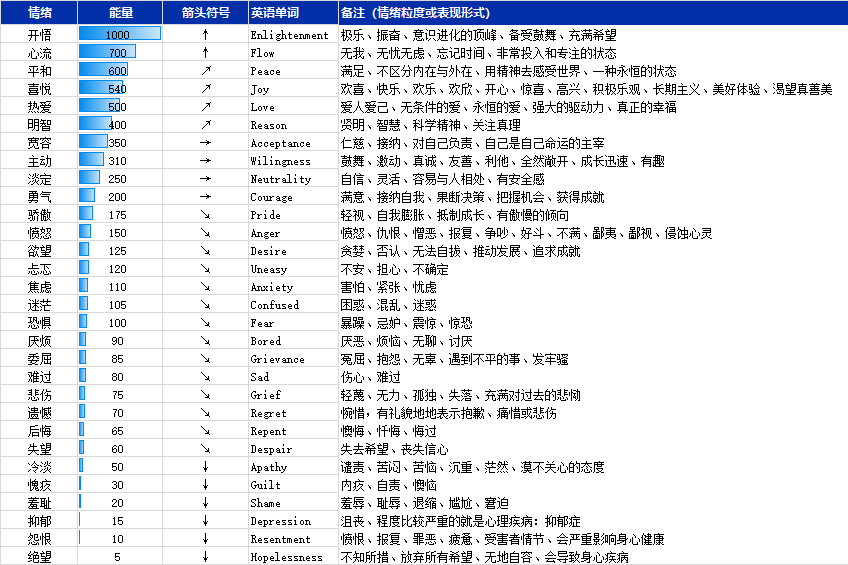 情绪 能量 箭头符号 英语单词 备注（情绪粒度或表现形式）
开悟 1000 ↑ Enlightenment 极乐、振奋、意识进化的顶峰、备受鼓舞、充满希望
心流 700 ↑ Flow 无我、无忧无虑、忘记时间、非常投入和专注的状态
平和 600 ↗ Peace 满足、不区分内在与外在、用精神去感受世界、一种永恒的状态
喜悦 540 ↗ Joy 欢喜、快乐、欢乐、欢欣、开心、惊喜、高兴、积极乐观、长期主义、美好体验、渴望真善美
热爱 500 ↗ Love 爱人爱己、无条件的爱、永恒的爱、强大的驱动力、真正的幸福
明智 400 ↗ Reason 贤明、智慧、科学精神、关注真理
宽容 350 → Acceptance 仁慈、接纳、对自己负责、自己是自己命运的主宰
主动 310 → Wilingness 鼓舞、激动、真诚、友善、利他、全然敞开、成长迅速、有趣
淡定 250 → Neutrality 自信、灵活、容易与人相处、有安全感
勇气 200 → Courage 满意、接纳自我、果断决策、把握机会、获得成就
骄傲 175 ↘ Pride 轻视、自我膨胀、抵制成长、有傲慢的倾向
愤怒 150 ↘ Anger 愤怒、仇恨、憎恶、报复、争吵、好斗、不满、鄙夷、鄙视、侵蚀心灵
欲望 125 ↘ Desire 贪婪、否认、无法自拔、推动发展、追求成就
忐忑 120 ↘ Uneasy 不安、担心、不确定
焦虑 110 ↘ Anxiety 害怕、紧张、忧虑
迷茫 105 ↘ Confused 困惑、混乱、迷惑
恐惧 100 ↘ Fear 暴躁、忌妒、震惊、惊恐
厌烦 90 ↘ Bored 厌恶、烦恼、无聊、讨厌
委屈 85 ↘ Grievance 冤屈、抱怨、无辜、遇到不平的事、发牢骚
难过 80 ↘ Sad 伤心、难过
悲伤 75 ↘ Grief 轻蔑、无力、孤独、失落、充满对过去的悲恸
遗憾 70 ↘ Regret 惋惜，有礼貌地地表示抱歉、痛惜或悲伤
后悔 65 ↘ Repent 懊悔、忏悔、悔过
失望 60 ↘ Despair 失去希望、丧失信心
冷淡 50 ↓ Apathy 谴责、苦闷、苦恼、沉重、茫然、漠不关心的态度
愧疚 30 ↓ Guilt 内疚、自责、懊恼
羞耻 20 ↓ Shame 羞辱、耻辱、退缩、尴尬、窘迫
抑郁 15 ↓ Depression 沮丧、程度比较严重的就是心理疾病：抑郁症
怨恨 10 ↓ Resentment 愤恨、报复、罪恶、疲惫、受害者情节、会严重影响身心健康
绝望 5 ↓ Hopelessness 不知所措、放弃所有希望、无地自容、会导致身心疾病